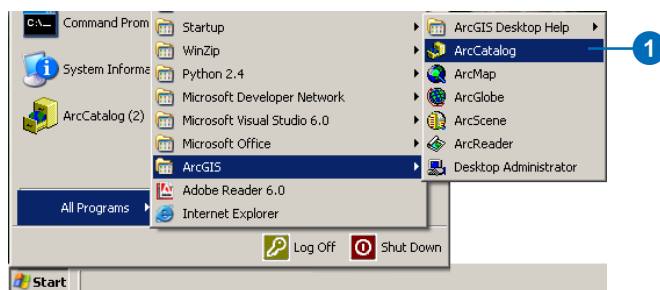 C:\_
Command Prom
System Informa
ArcCatalog (2)
All Programs
Startup
WinZip
Python 2.4
Microsoft Developer Network
Microsoft Visual Studio 6.0
Microsoft Office
ArcGIS
Adobe Reader 6.0
Internet Explorer
ArcGIS Desktop Help
ArcCatalog
1
ArcMap
ArcGlobe
ArcScene
ArcReader
Desktop Administrator
Log Off
Shut Down
Start